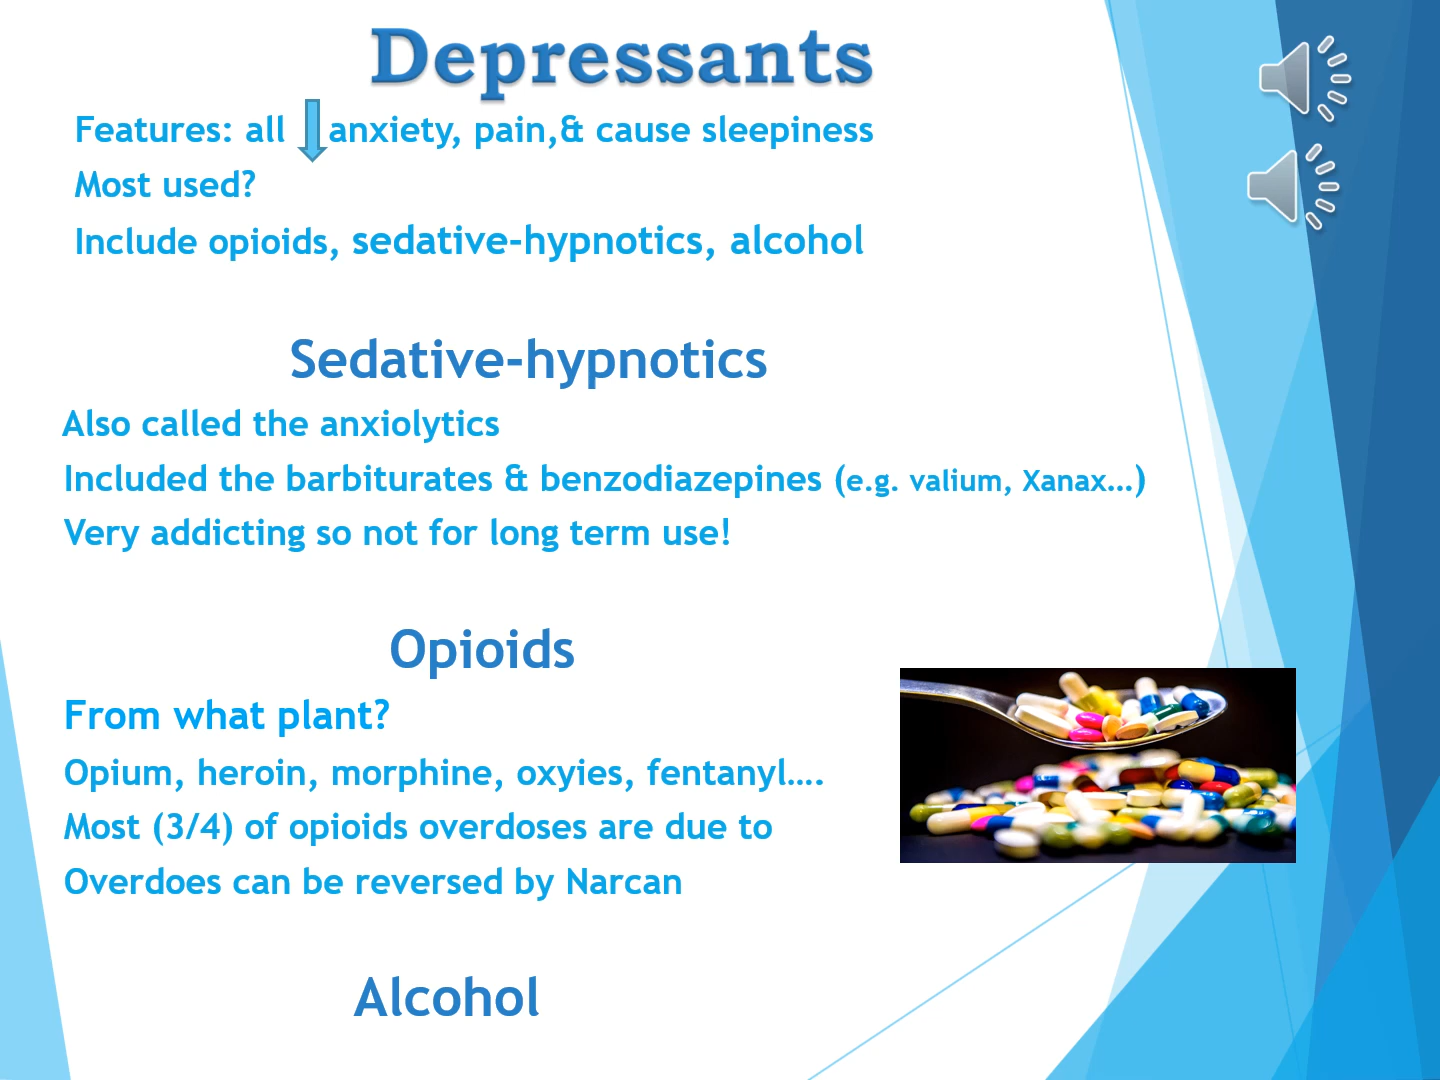 Depressants
Features: all anxiety, pain,& cause sleepiness
Most used?
Include opioids, sedative-hypnotics, alcohol
Sedative-hypnotics
Also called the anxiolytics
Included the barbiturates & benzodiazepines (e.g. valium, Xanax…)
Very addicting so not for long term use!
Opioids
From what plant?
Opium, heroin, morphine, oxyies, fentanyl….
Most (3/4) of opioids overdoses are due to
Overdoes can be reversed by Narcan
Alcohol